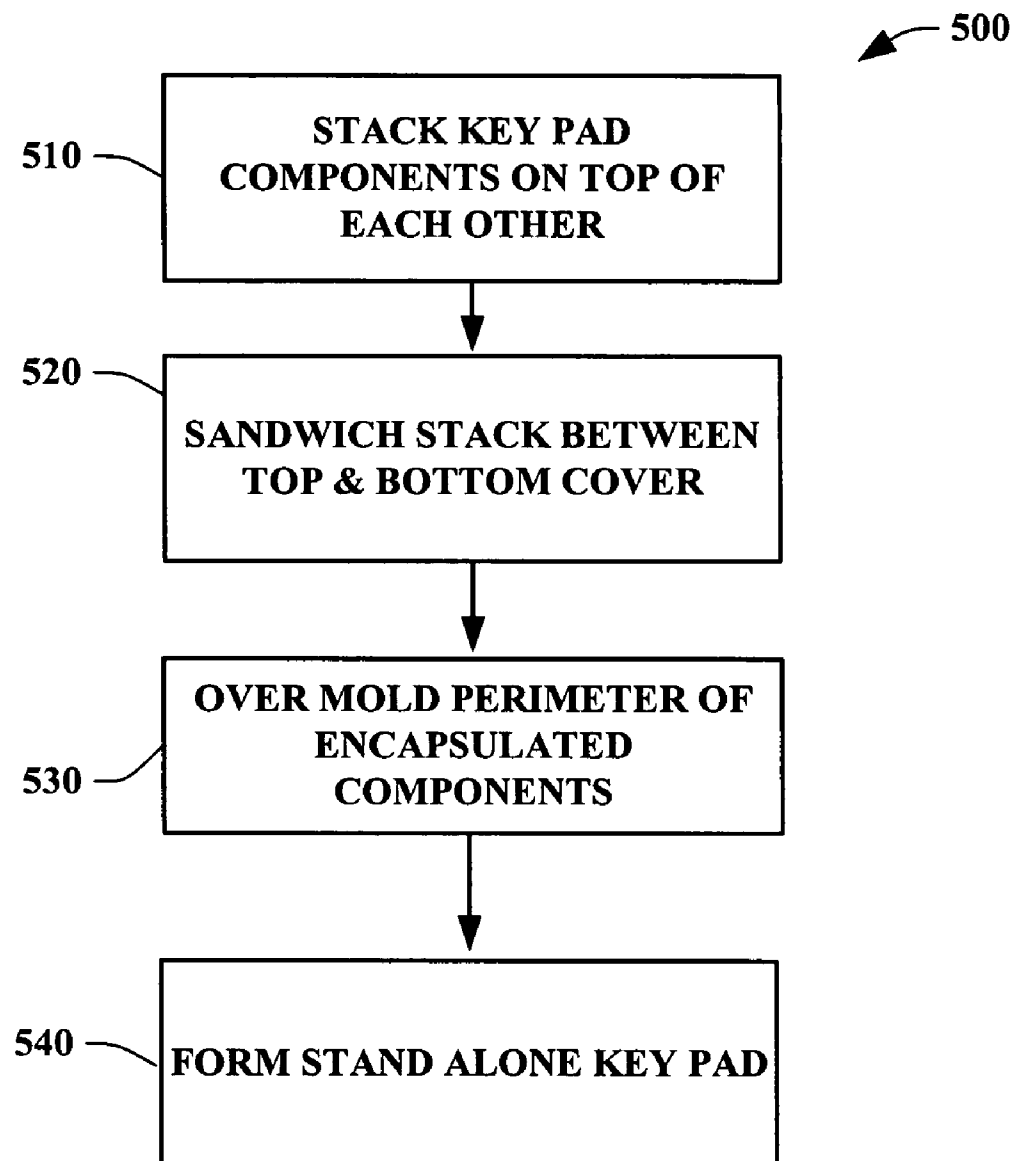 500
510
STACK KEY PAD
COMPONENTS ON TOP OF
EACH OTHER
520
SANDWICH STACK BETWEEN
TOP & BOTTOM COVER
530
OVER MOLD PERIMETER OF
ENCAPSULATED
COMPONENTS
540
FORM STAND ALONE KEY PAD